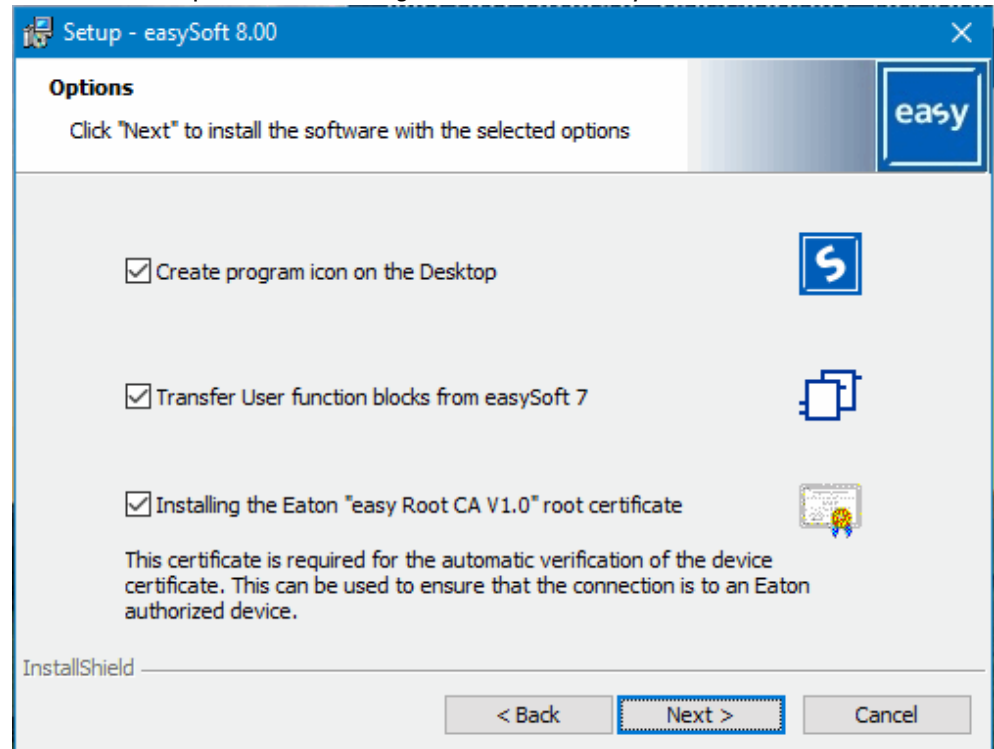 Setup - easySoft 8.00
Options
Click "Next" to install the software with the selected options
easy
Create program icon on the Desktop
S
Transfer User function blocks from easySoft 7
Installing the Eaton "easy Root CA V1.0" root certificate
This certificate is required for the automatic verification of the device
certificate. This can be used to ensure that the connection is to an Eaton
authorized device.
InstallShield
< Back Next > Cancel